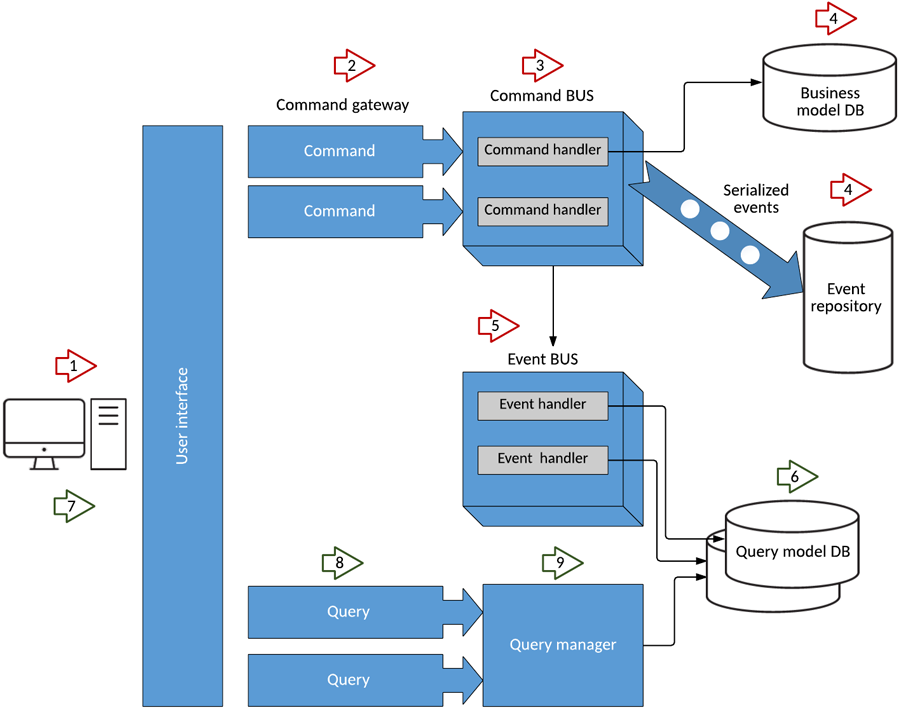 4
2
3
Command gateway
Command BUS
Business
model DB
Command
Command handler
Command
Command handler
Serialized
events
4
Event
repository
5
Event BUS
1
User interface
Event handler
Event  handler
7
6
Query model DB
8
9
Query
Query manager
Query